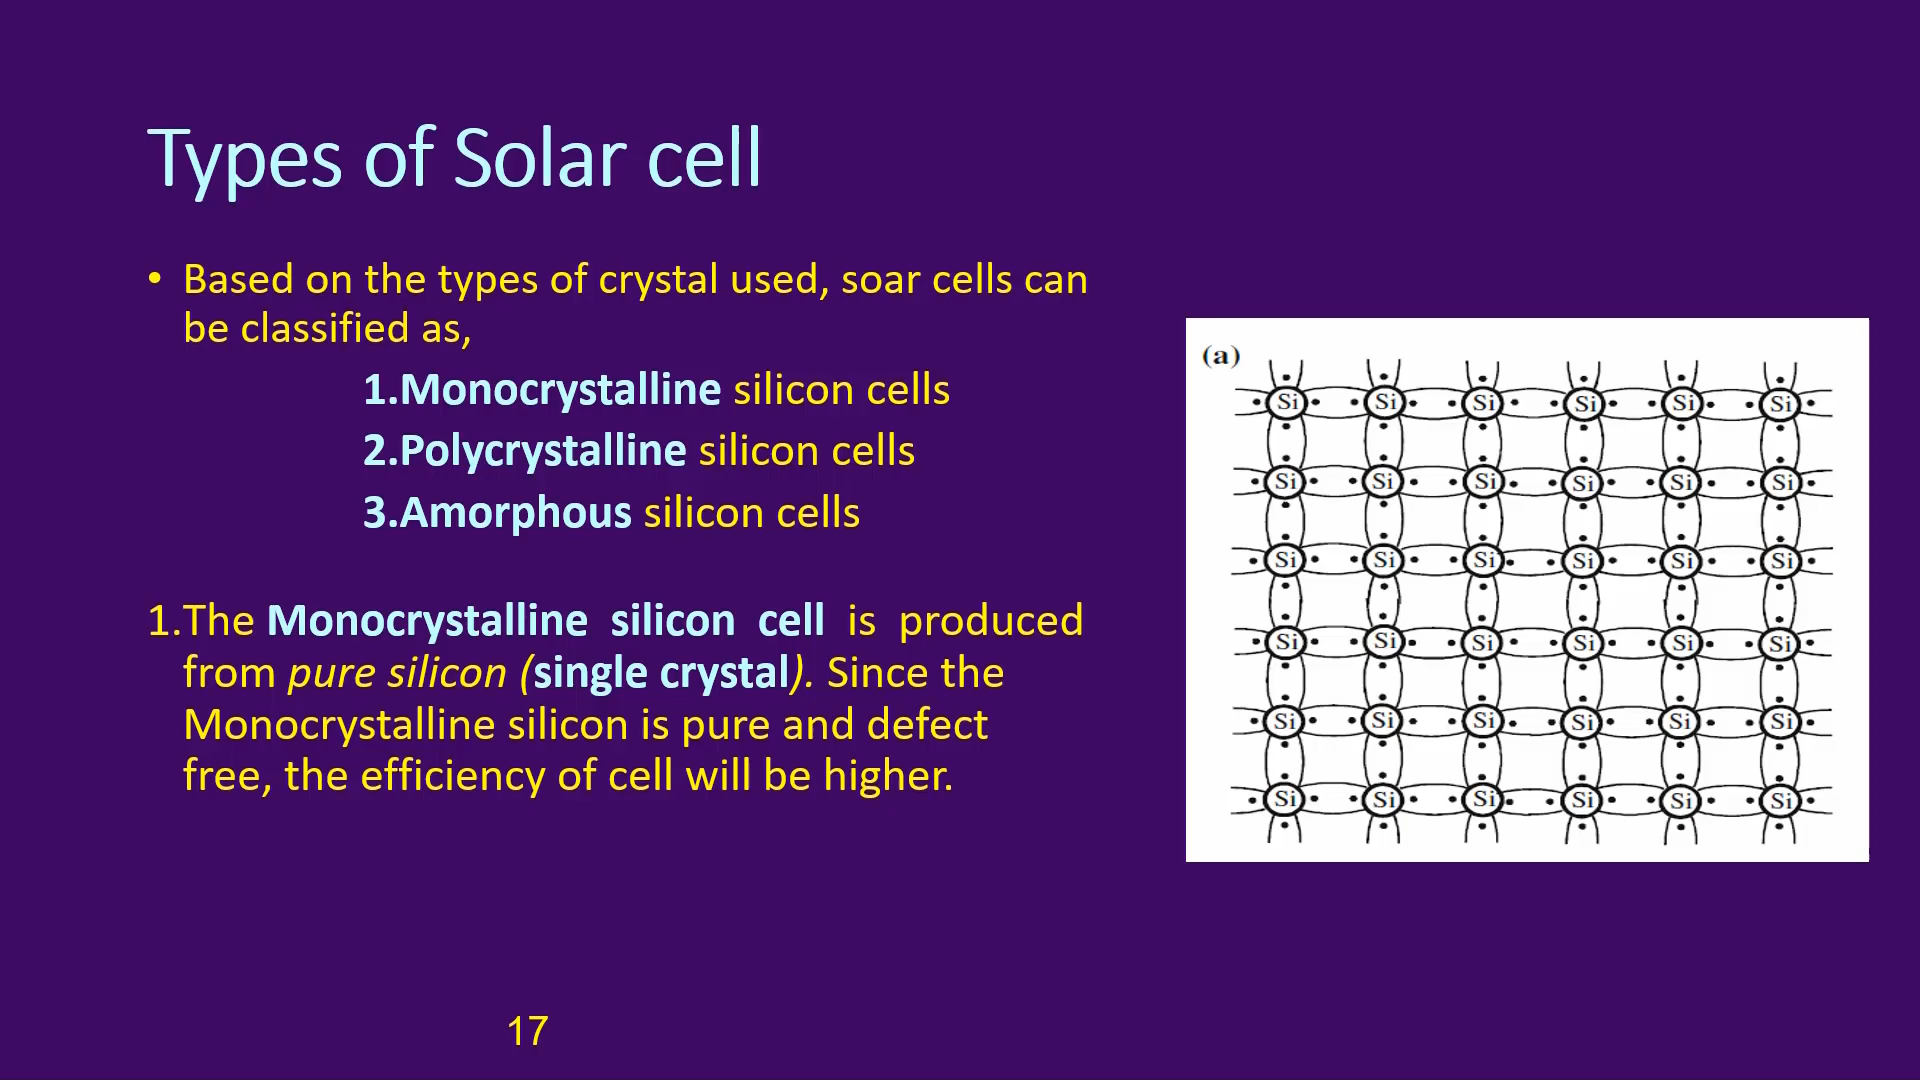 Types of Solar cell
• Based on the types of crystal used, soar cells can
be classified as,
1.Monocrystalline silicon cells
2.Polycrystalline silicon cells
3.Amorphous silicon cells
1.The Monocrystalline silicon cell is produced
from pure silicon (single crystal). Since the
Monocrystalline silicon is pure and defect
free, the efficiency of cell will be higher.
(a)
Si Si Si Si Si Si
Si Si Si Si Si Si
Si Si Si Si Si Si
Si Si Si Si Si Si
Si Si Si Si Si Si
Si Si Si Si Si Si
17